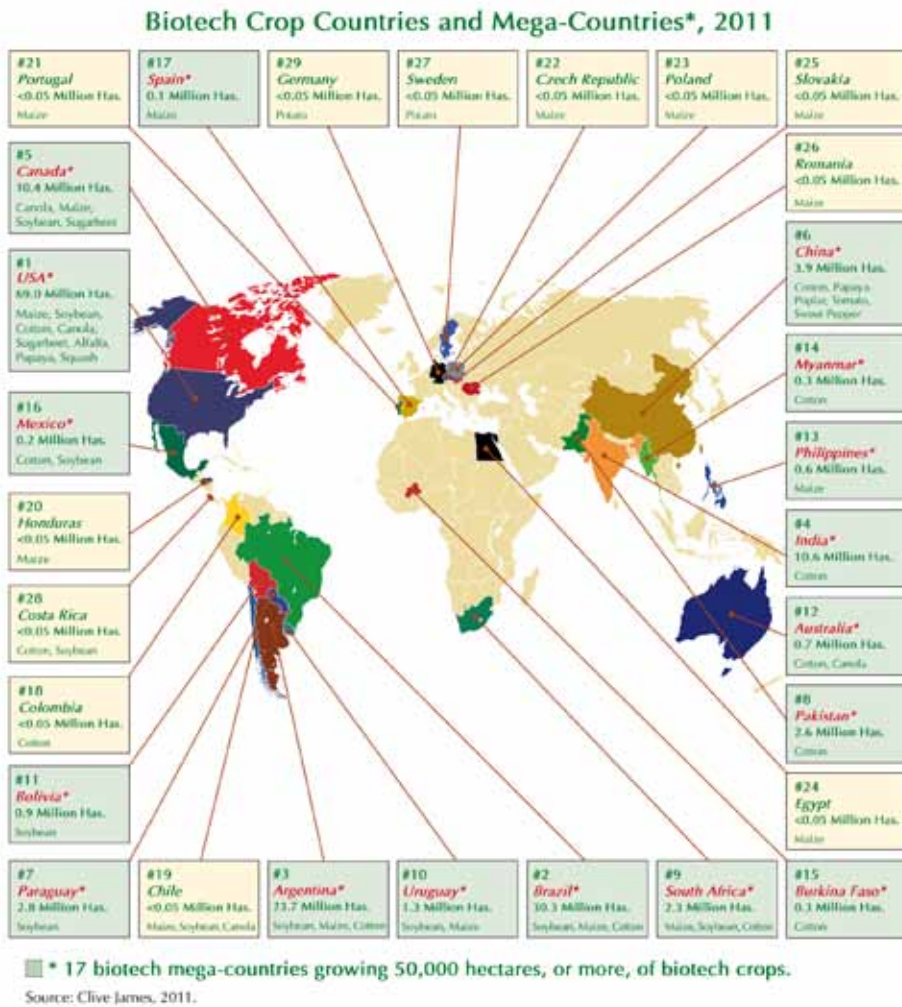 Biotech Crop Countries and Mega-Countries*, 2011
#21
Portugal
<0.05 Million Has.
Maize
#17
Spain*
0.1 Million Has.
Maize
#29
Germany
<0.05 Million Has.
Potato
#27
Sweden
<0.05 Million Has.
Potato
#22
Czech Republic
<0.05 Million Has.
Maize
#23
Poland
<0.05 Million Has.
Maize
#25
Slovakia
<0.05 Million Has.
Maize
#5
Canada*
10.4 Million Has.
Canola, Maize,
Soybean, Sugarbeet
#26
Romania
<0.05 Million Has.
Maize
#1
USA*
69.0 Million Has.
Maize, Soybean,
Cotton, Canola,
Sugarbeet, Alfalfa,
Papaya, Squash
#6
China*
3.9 Million Has.
Cotton, Papaya
Poplar, Tomato,
Sweet Pepper
#14
Myanmar*
0.3 Million Has.
Cotton
#16
Mexico*
0.2 Million Has.
Cotton, Soybean
#13
Philippines*
0.6 Million Has.
Maize
#20
Honduras
<0.05 Million Has.
Maize
#4
India*
10.6 Million Has.
Cotton
#28
Costa Rica
<0.05 Million Has.
Cotton, Soybean
#12
Australia*
0.7 Million Has.
Cotton, Canola
#18
Colombia
<0.05 Million Has.
Cotton
#8
Pakistan*
2.6 Million Has.
Cotton
#11
Bolivia*
0.9 Million Has.
Soybean
#24
Egypt
<0.05 Million Has.
Maize
#7
Paraguay*
2.8 Million Has.
Soybean
#19
Chile
<0.05 Million Has.
Maize, Soybean, Canola
#3
Argentina*
23.7 Million Has.
Soybean, Maize, Cotton
#10
Uruguay*
1.3 Million Has.
Soybean, Maize
#2
Brazil*
30.3 Million Has.
Soybean, Maize, Cotton
#9
South Africa*
2.3 Million Has.
Maize, Soybean, Cotton
#15
Burkina Faso*
0.3 Million Has.
Cotton
* 17 biotech mega-countries growing 50,000 hectares, or more, of biotech crops.
Source: Clive James, 2011.